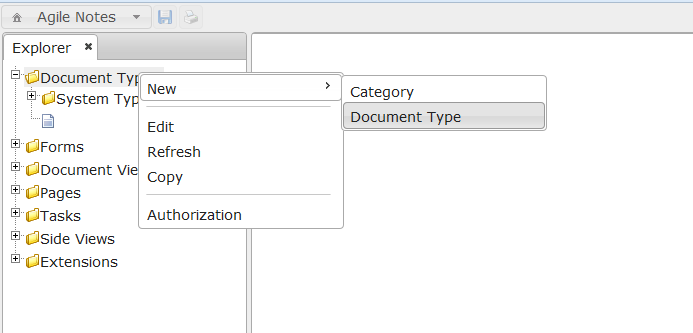 Agile Notes
Explorer
Document Typ
System Typ
Forms
Document Vie
Pages
Tasks
Side Views
Extensions
New
Edit
Refresh
Copy
Authorization
Category
Document Type